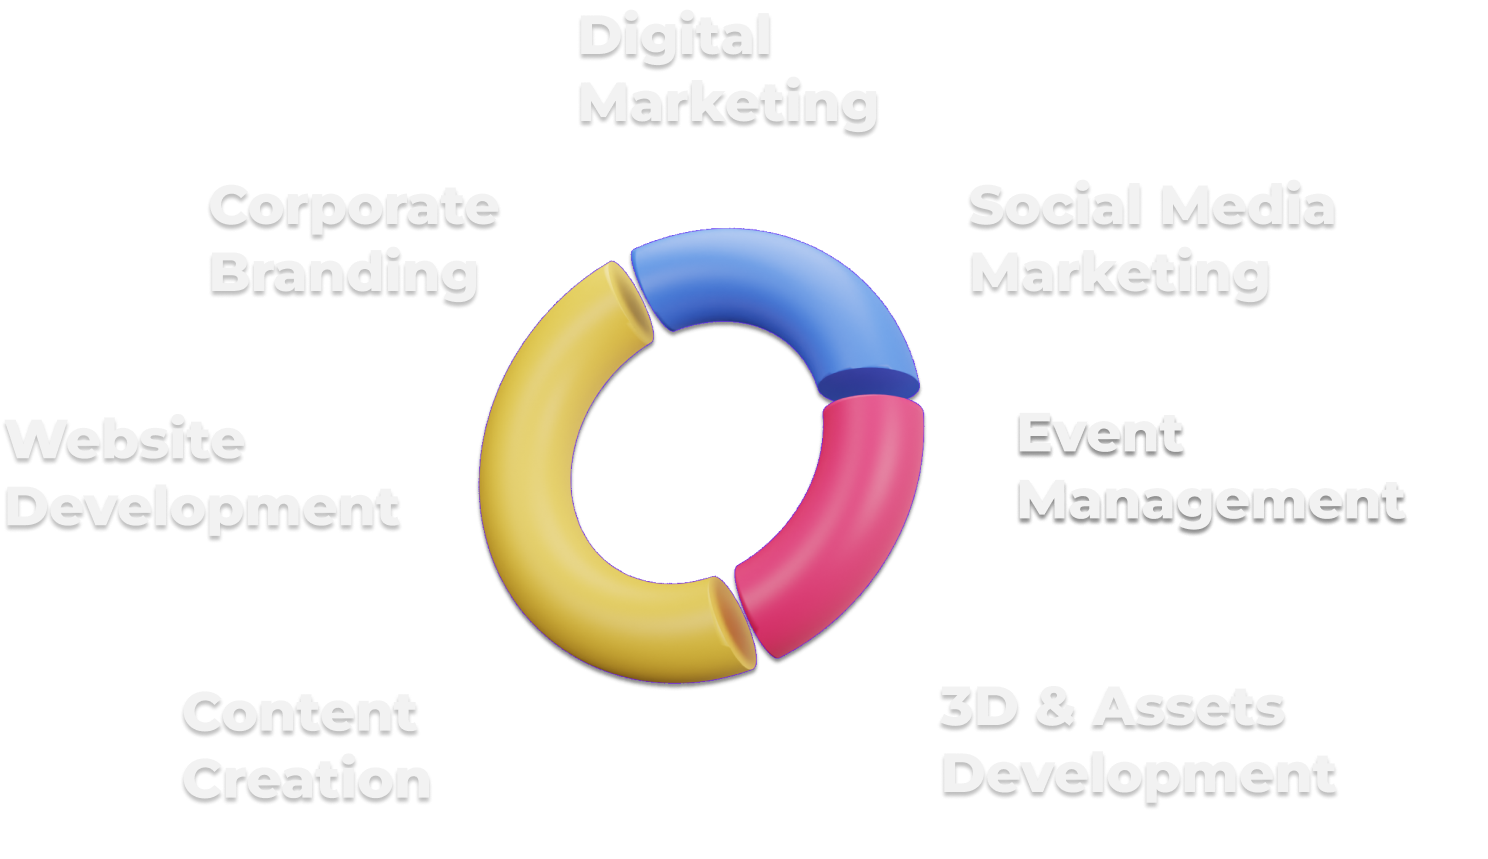 Digital
Marketing
Corporate
Branding
Social Media
Marketing
Website
Development
Event
Management
Content
Creation
3D & Assets
Development